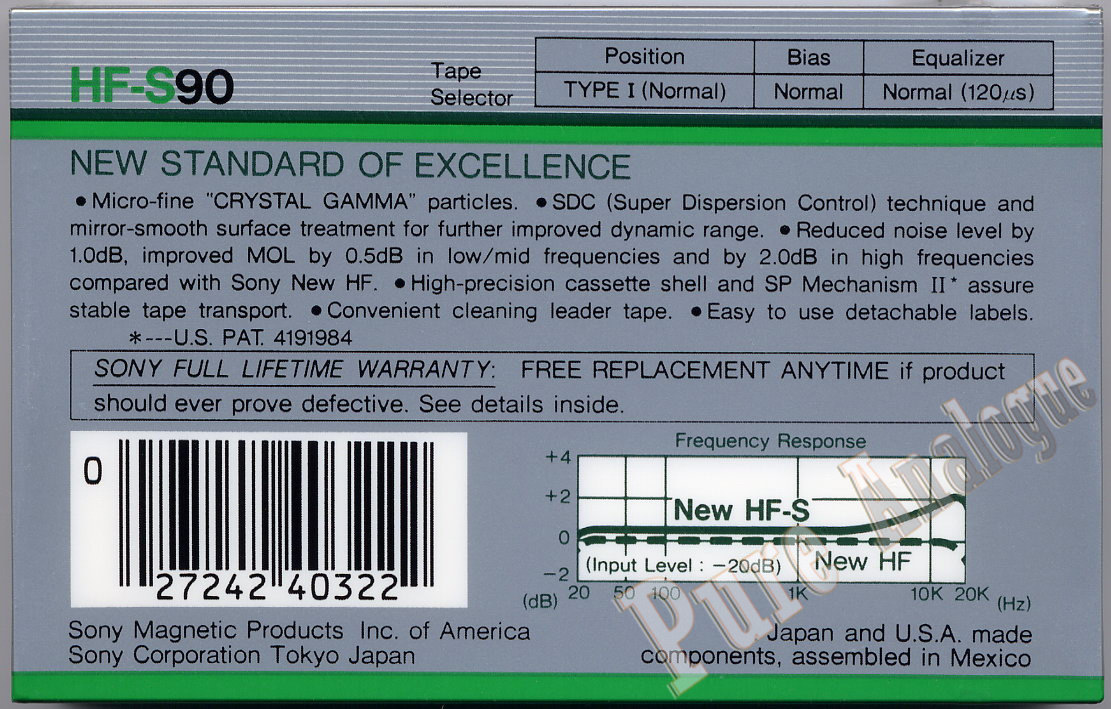 HF-S90
Tape
Selector
Position Bias Equalizer
TYPE I (Normal) Normal Normal (120μs)
NEW STANDARD OF EXCELLENCE
●Micro-fine "CRYSTAL GAMMA" particles. ●SDC (Super Dispersion Control) technique and
mirror-smooth surface treatment for further improved dynamic range. ●Reduced noise level by
1.0dB, improved MOL by 0.5dB in low/mid frequencies and by 2.0dB in high frequencies
compared with Sony New HF. ●High-precision cassette shell and SP Mechanism II* assure
stable tape transport. ●Convenient cleaning leader tape. ●Easy to use detachable labels.
*---U.S. PAT. 4191984
SONY FULL LIFETIME WARRANTY: FREE REPLACEMENT ANYTIME if product
should ever prove defective. See details inside.
0
27242 40322
Frequency Response
+4
+2
0
−2
New HF-S
(Input Level : −20dB) New HF
(dB) 20 50 100 1K 10K 20K (Hz)
Sony Magnetic Products Inc. of America
Sony Corporation Tokyo Japan
Japan and U.S.A. made
components, assembled in Mexico
Pure Analogue